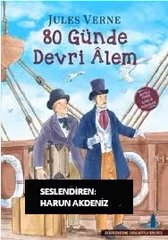 JULES VERNE
80 Günde
Devri Âlem
SESLENDİREN:
HARUN AKDENİZ